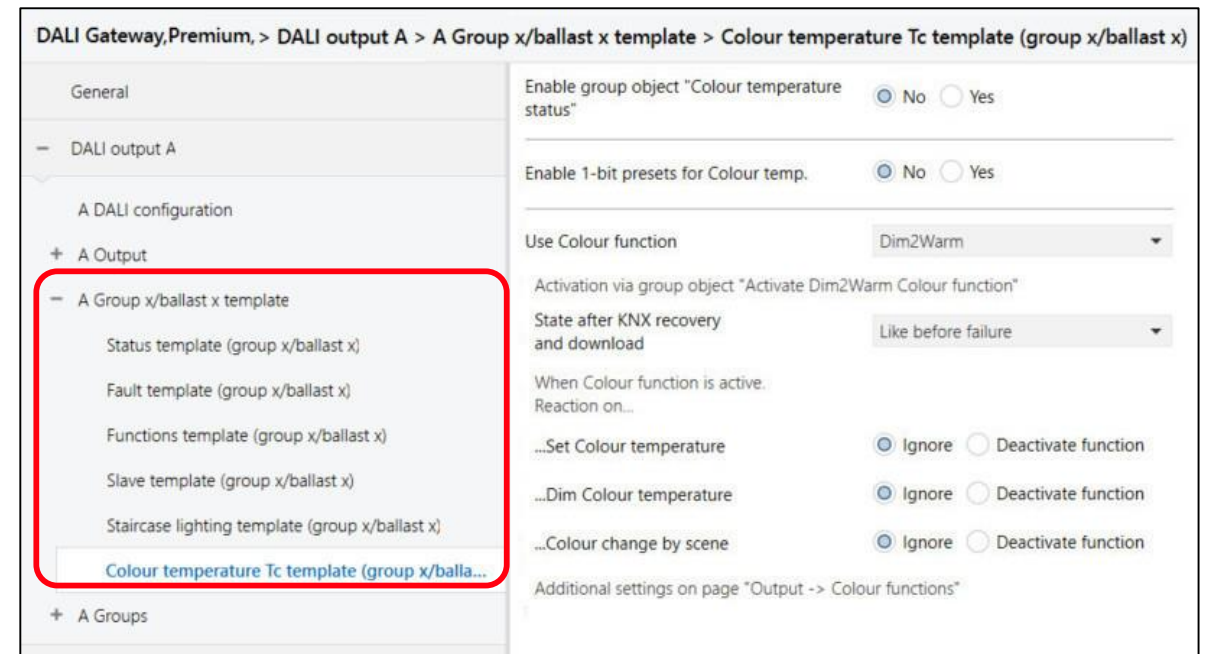 DALI Gateway,Premium, > DALI output A > A Group x/ballast x template > Colour temperature Tc template (group x/ballast x)
General
− DALI output A
A DALI configuration
+ A Output
− A Group x/ballast x template
Status template (group x/ballast x)
Fault template (group x/ballast x)
Functions template (group x/ballast x)
Slave template (group x/ballast x)
Staircase lighting template (group x/ballast x)
Colour temperature Tc template (group x/balla...
+ A Groups
Enable group object "Colour temperature
status"
No Yes
Enable 1-bit presets for Colour temp. No Yes
Use Colour function Dim2Warm
Activation via group object "Activate Dim2Warm Colour function"
State after KNX recovery
and download
Like before failure
When Colour function is active.
Reaction on...
...Set Colour temperature Ignore Deactivate function
...Dim Colour temperature Ignore Deactivate function
...Colour change by scene Ignore Deactivate function
Additional settings on page "Output -> Colour functions"